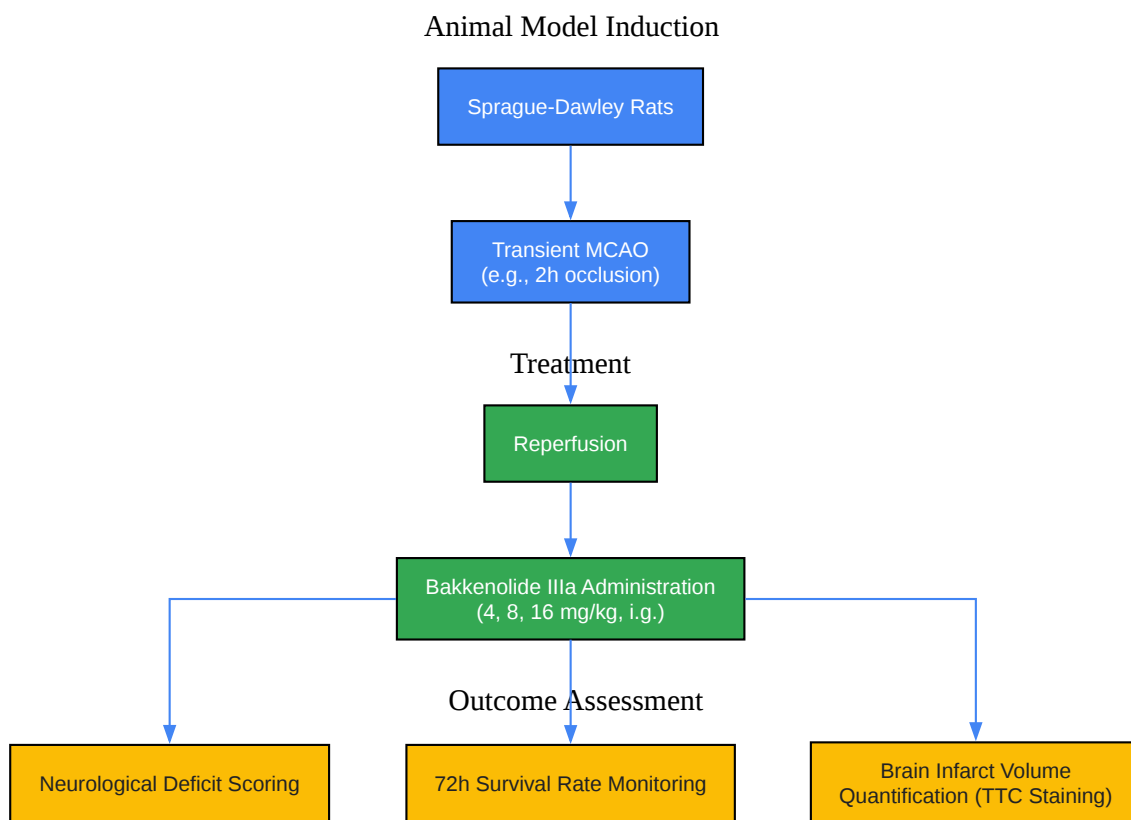 Animal Model Induction
Sprague-Dawley Rats
Transient MCAO
(e.g., 2h occlusion)
Treatment
Reperfusion
Bakkenolide IIIa Administration
(4, 8, 16 mg/kg, i.g.)
Outcome Assessment
Neurological Deficit Scoring
72h Survival Rate Monitoring
Brain Infarct Volume
Quantification (TTC Staining)